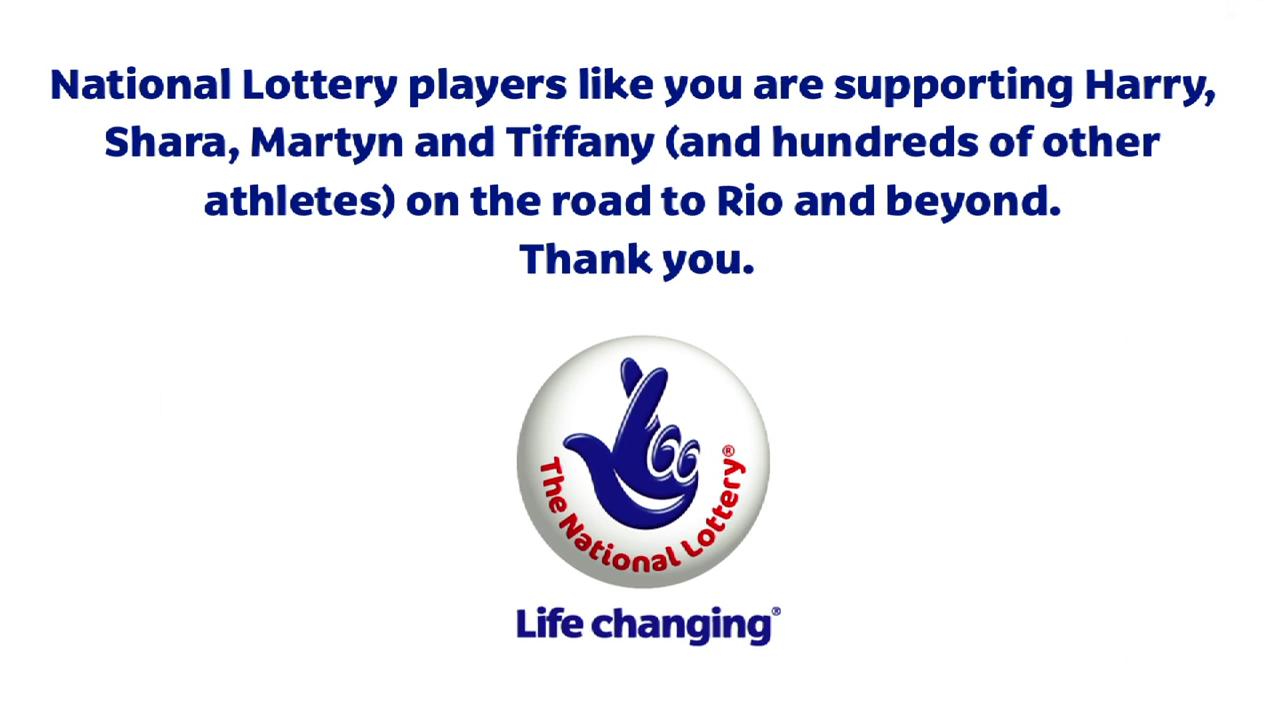 National Lottery players like you are supporting Harry,
Shara, Martyn and Tiffany (and hundreds of other
athletes) on the road to Rio and beyond.
Thank you.
The National Lottery®
Life changing®